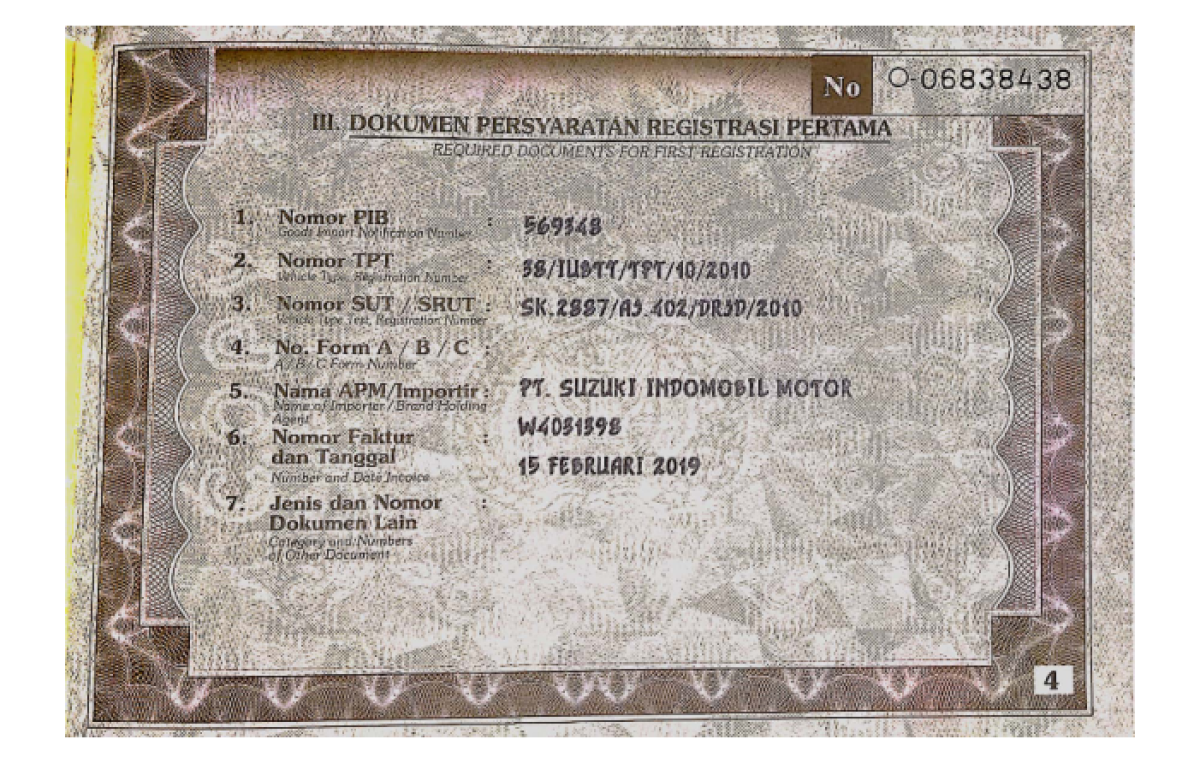 No O-06838438
III. DOKUMEN PERSYARATAN REGISTRASI PERTAMA
REQUIRED DOCUMENTS FOR FIRST REGISTRATION
1. Nomor PIB : 569348
Goods Import Notification Number
2. Nomor TPT : 38/IUBTT/TPT/10/2010
Vehicle Type, Registration Number
3. Nomor SUT / SRUT : SK.2887/AJ.402/DRJD/2010
Vehicle Type Test, Registration Number
4. No. Form A / B / C :
A / B / C Form Number
5. Nama APM/Importir : PT. SUZUKI INDOMOBIL MOTOR
Name of Importer / Brand Holding
Agent
6. Nomor Faktur : W4031398
dan Tanggal 15 FEBRUARI 2019
Number and Date Invoice
7. Jenis dan Nomor :
Dokumen Lain
Category and Numbers
of Other Document
4